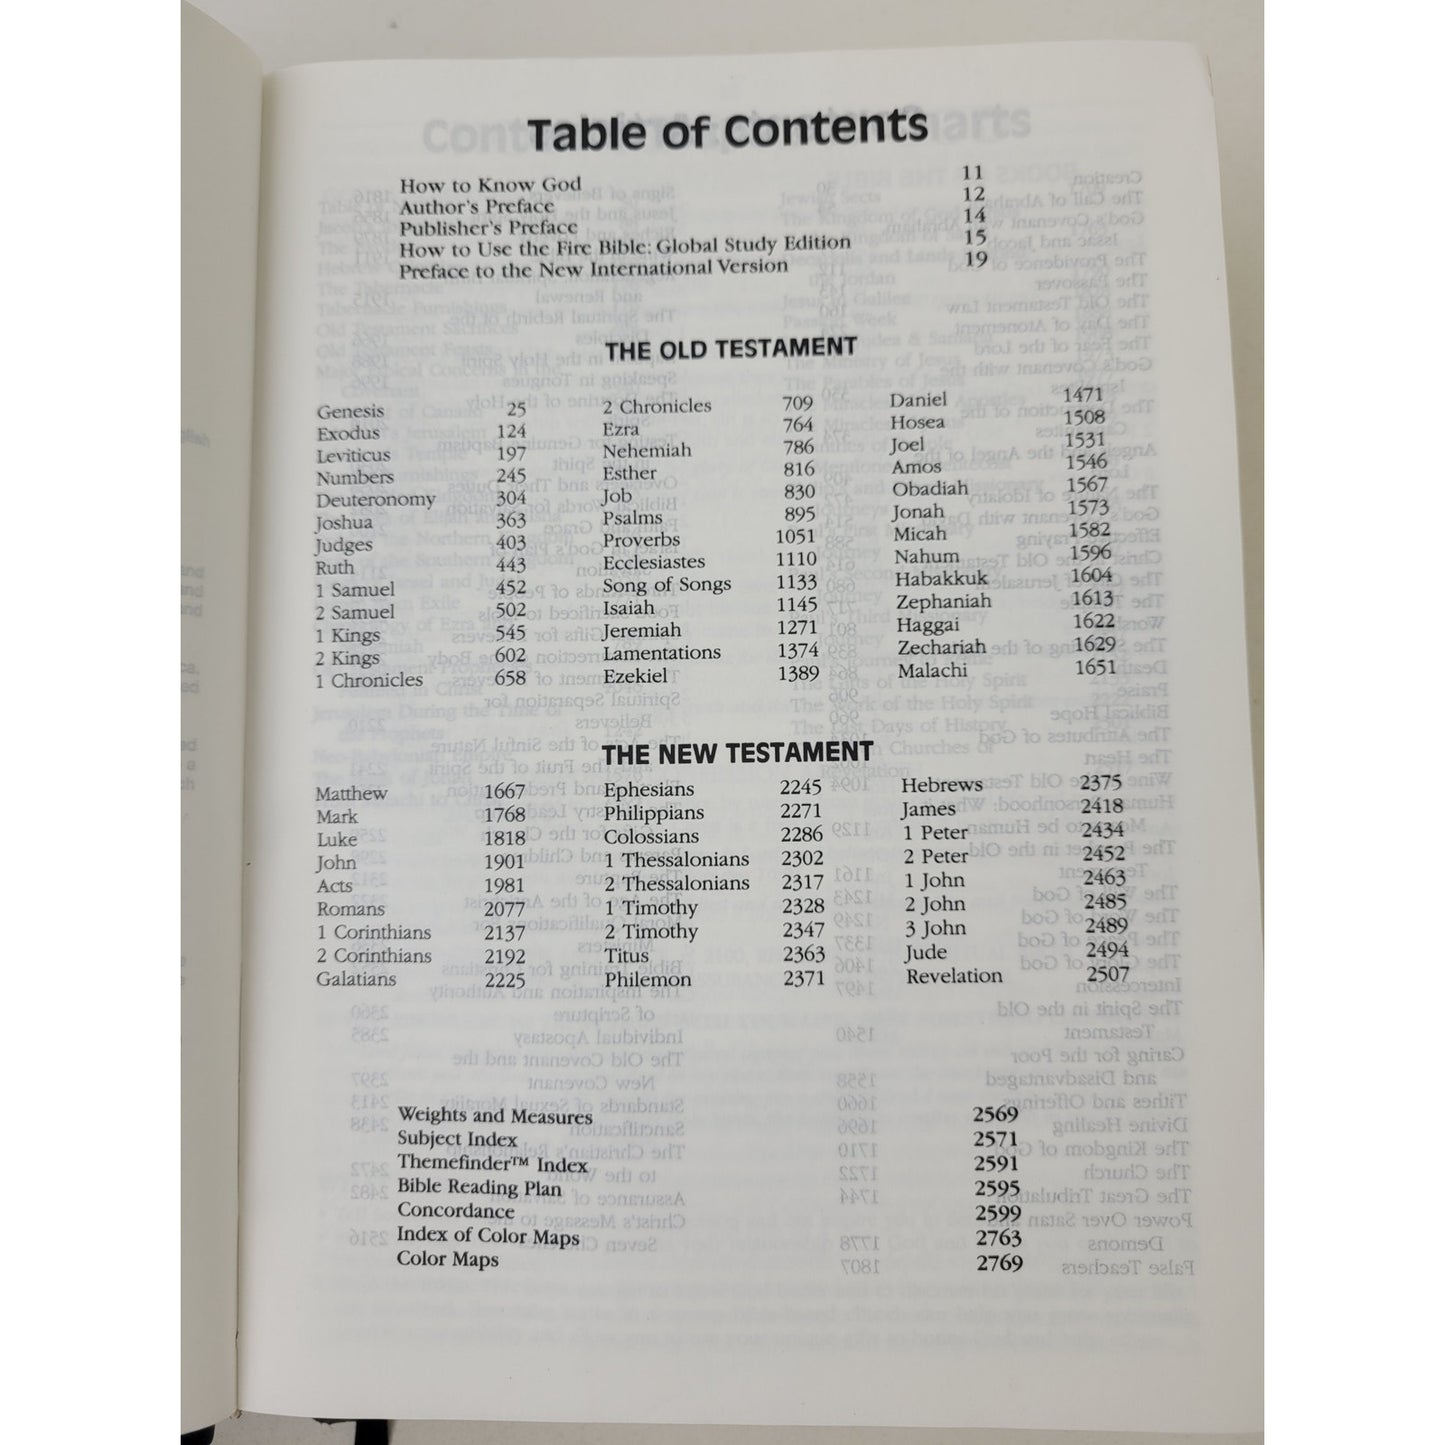 Table of Contents
How to Know God 11
Author's Preface 12
Publisher's Preface 14
How to Use the Fire Bible: Global Study Edition 15
Preface to the New International Version 19
THE OLD TESTAMENT
Genesis 25
Exodus 124
Leviticus 197
Numbers 245
Deuteronomy 304
Joshua 363
Judges 403
Ruth 443
1 Samuel 452
2 Samuel 502
1 Kings 545
2 Kings 602
1 Chronicles 658
2 Chronicles 709
Ezra 764
Nehemiah 786
Esther 816
Job 830
Psalms 895
Proverbs 1051
Ecclesiastes 1110
Song of Songs 1133
Isaiah 1145
Jeremiah 1271
Lamentations 1374
Ezekiel 1389
Daniel 1471
Hosea 1508
Joel 1531
Amos 1546
Obadiah 1567
Jonah 1573
Micah 1582
Nahum 1596
Habakkuk 1604
Zephaniah 1613
Haggai 1622
Zechariah 1629
Malachi 1651
THE NEW TESTAMENT
Matthew 1667
Mark 1768
Luke 1818
John 1901
Acts 1981
Romans 2077
1 Corinthians 2137
2 Corinthians 2192
Galatians 2225
Ephesians 2245
Philippians 2271
Colossians 2286
1 Thessalonians 2302
2 Thessalonians 2317
1 Timothy 2328
2 Timothy 2347
Titus 2363
Philemon 2371
Hebrews 2375
James 2418
1 Peter 2434
2 Peter 2452
1 John 2463
2 John 2485
3 John 2489
Jude 2494
Revelation 2507
Weights and Measures 2569
Subject Index 2571
Themefinder™ Index 2591
Bible Reading Plan 2595
Concordance 2599
Index of Color Maps 2763
Color Maps 2769